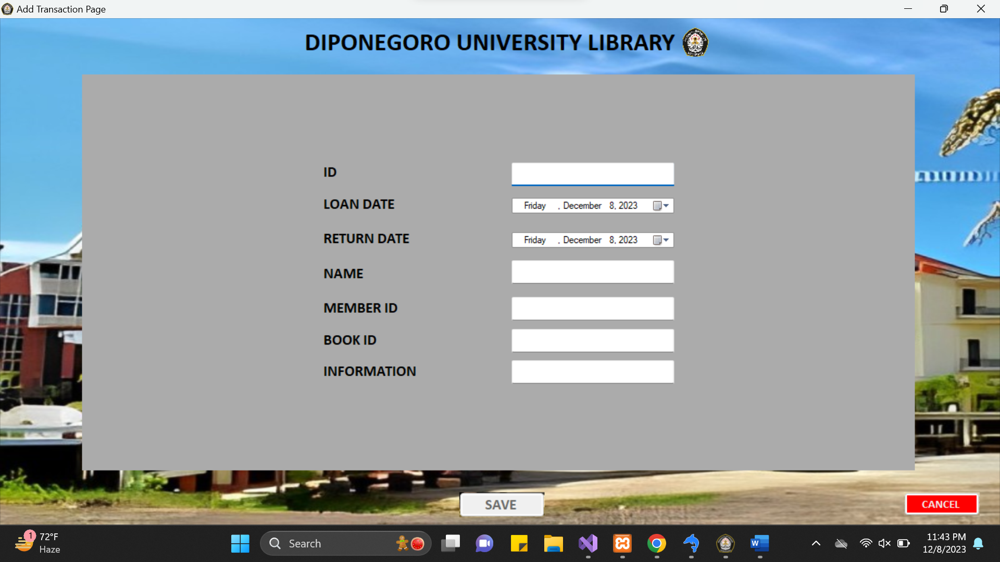 Add Transaction Page
DIPONEGORO UNIVERSITY LIBRARY
ID
LOAN DATE
Friday , December 8, 2023
RETURN DATE
Friday , December 8, 2023
NAME
MEMBER ID
BOOK ID
INFORMATION
SAVE
CANCEL
1
72°F
Haze
Search
W
11:43 PM
12/8/2023